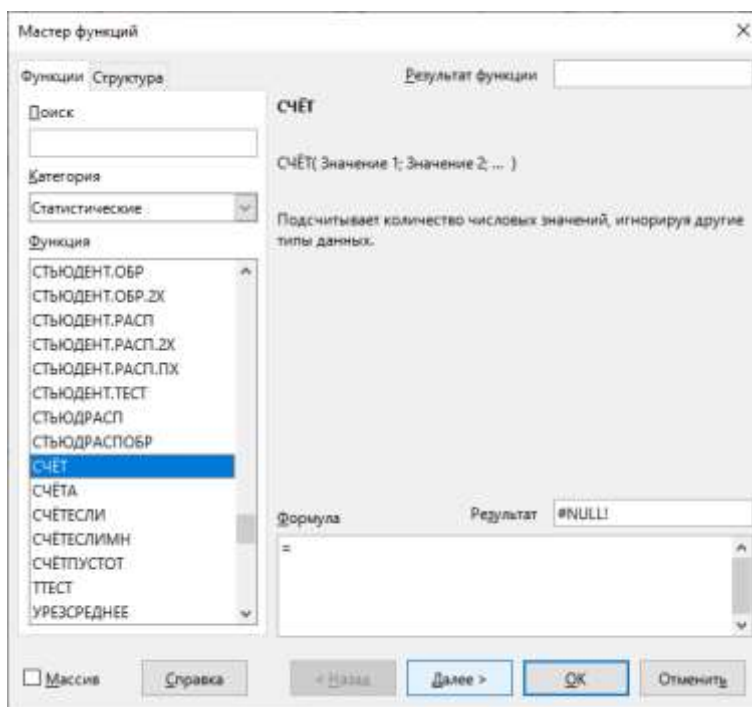 Мастер функций
Функции Структура
Поиск
Категория
Статистические
Функция
СТЬЮДЕНТ.ОБР
СТЬЮДЕНТ.ОБР.2Х
СТЬЮДЕНТ.РАСП
СТЬЮДЕНТ.РАСП.2Х
СТЬЮДЕНТ.РАСП.ПХ
СТЬЮДЕНТ.ТЕСТ
СТЬЮДРАСП
СТЬЮДРАСПОБР
СЧЁТ
СЧЁТА
СЧЁТЕСЛИ
СЧЁТЕСЛИМН
СЧЁТПУСТОТ
ТТЕСТ
УРЕЗСРЕДНЕЕ
Результат функции
СЧЁТ
СЧЁТ( Значение 1; Значение 2; ... )
Подсчитывает количество числовых значений, игнорируя другие
типы данных.
Формула
Результат #NULL!
=
Массив Справка < Назад Далее > ОК Отменить